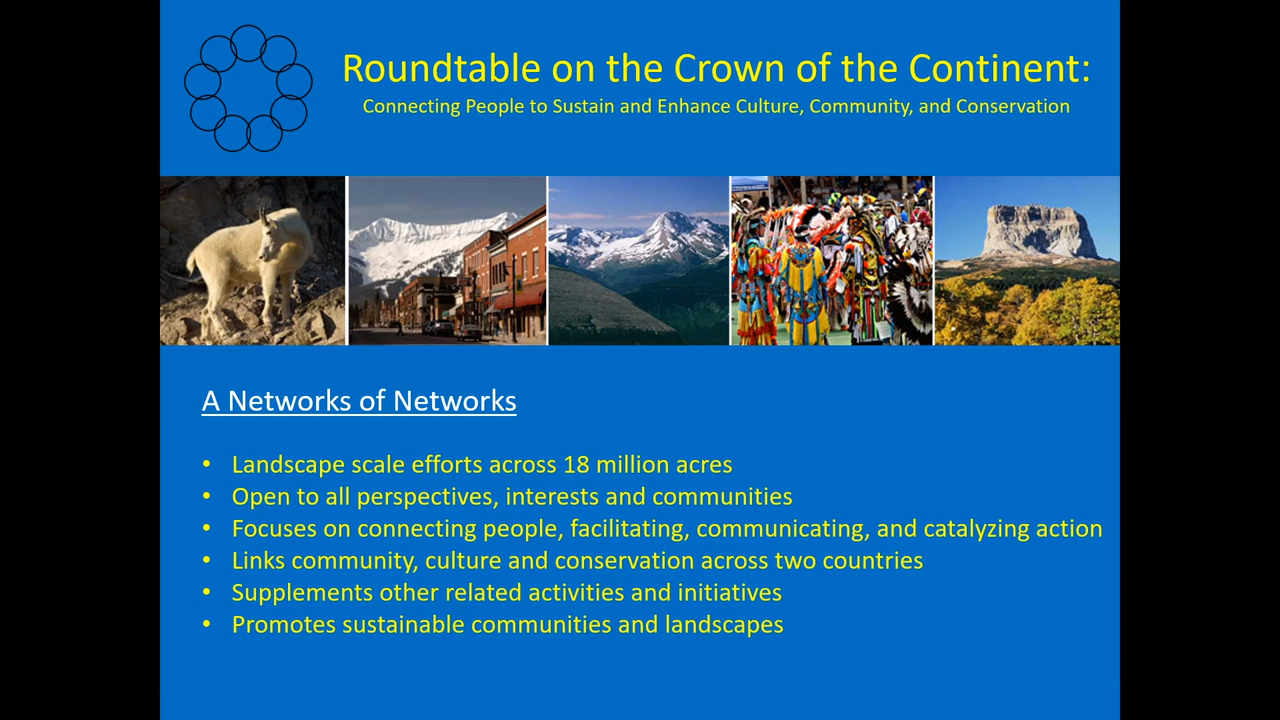 Roundtable on the Crown of the Continent:
Connecting People to Sustain and Enhance Culture, Community, and Conservation
A Networks of Networks
• Landscape scale efforts across 18 million acres
• Open to all perspectives, interests and communities
• Focuses on connecting people, facilitating, communicating, and catalyzing action
• Links community, culture and conservation across two countries
• Supplements other related activities and initiatives
• Promotes sustainable communities and landscapes